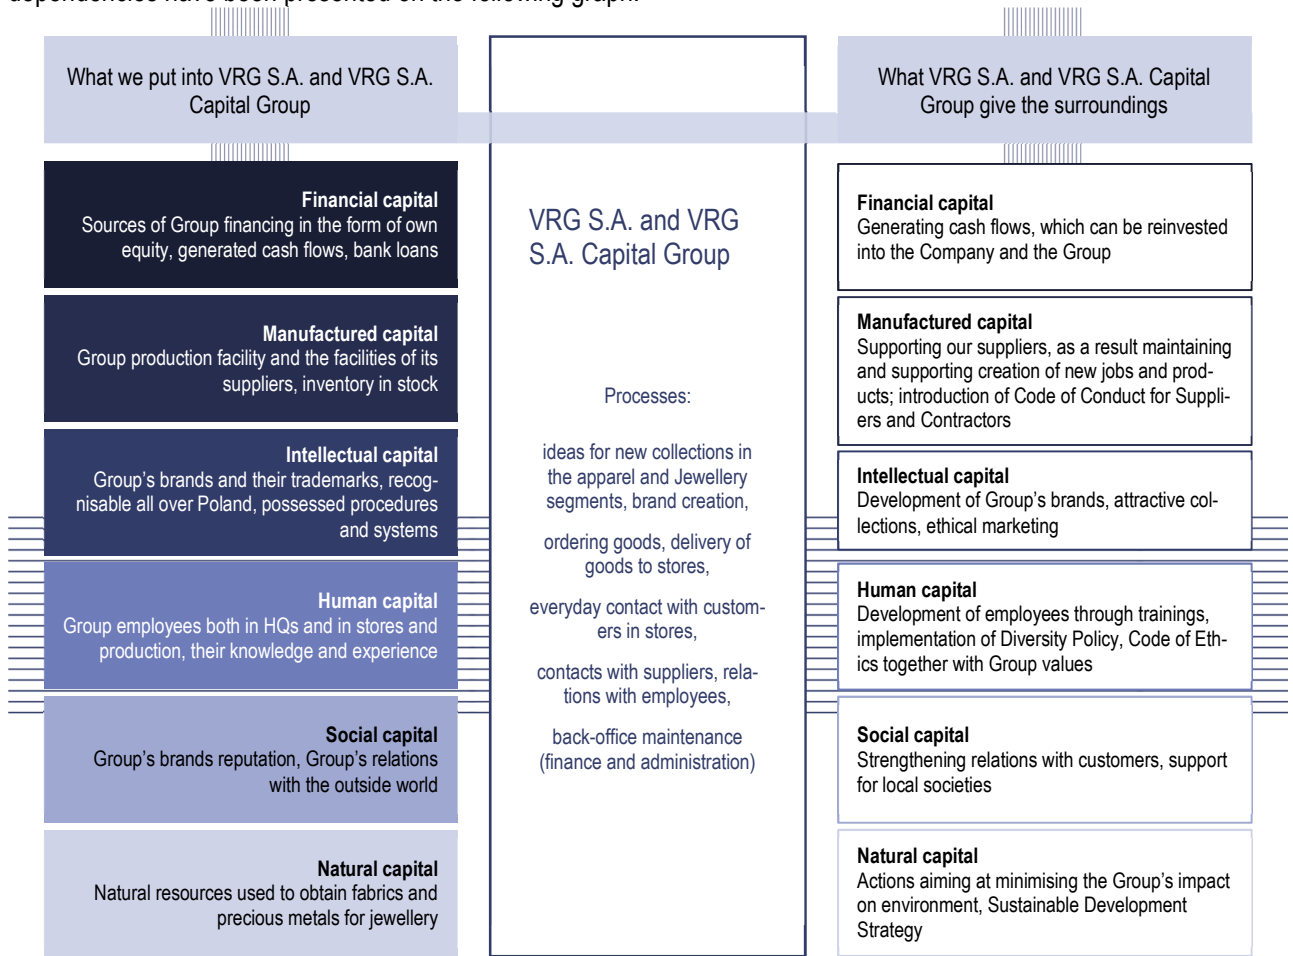 dependencies have been presented on the following graph.
What we put into VRG S.A. and VRG S.A.
Capital Group
Financial capital
Sources of Group financing in the form of own
equity, generated cash flows, bank loans
Manufactured capital
Group production facility and the facilities of its
suppliers, inventory in stock
Intellectual capital
Group's brands and their trademarks, recog-
nisable all over Poland, possessed procedures
and systems
Human capital
Group employees both in HQs and in stores and
production, their knowledge and experience
Social capital
Group's brands reputation, Group's relations
with the outside world
Natural capital
Natural resources used to obtain fabrics and
precious metals for jewellery
VRG S.A. and VRG
S.A. Capital Group
Processes:
ideas for new collections in
the apparel and Jewellery
segments, brand creation,
ordering goods, delivery of
goods to stores,
everyday contact with custom-
ers in stores,
contacts with suppliers, rela-
tions with employees,
back-office maintenance
(finance and administration)
What VRG S.A. and VRG S.A. Capital
Group give the surroundings
Financial capital
Generating cash flows, which can be reinvested
into the Company and the Group
Manufactured capital
Supporting our suppliers, as a result maintaining
and supporting creation of new jobs and prod-
ucts; introduction of Code of Conduct for Suppli-
ers and Contractors
Intellectual capital
Development of Group's brands, attractive col-
lections, ethical marketing
Human capital
Development of employees through trainings,
implementation of Diversity Policy, Code of Eth-
ics together with Group values
Social capital
Strengthening relations with customers, support
for local societies
Natural capital
Actions aiming at minimising the Group's impact
on environment, Sustainable Development
Strategy